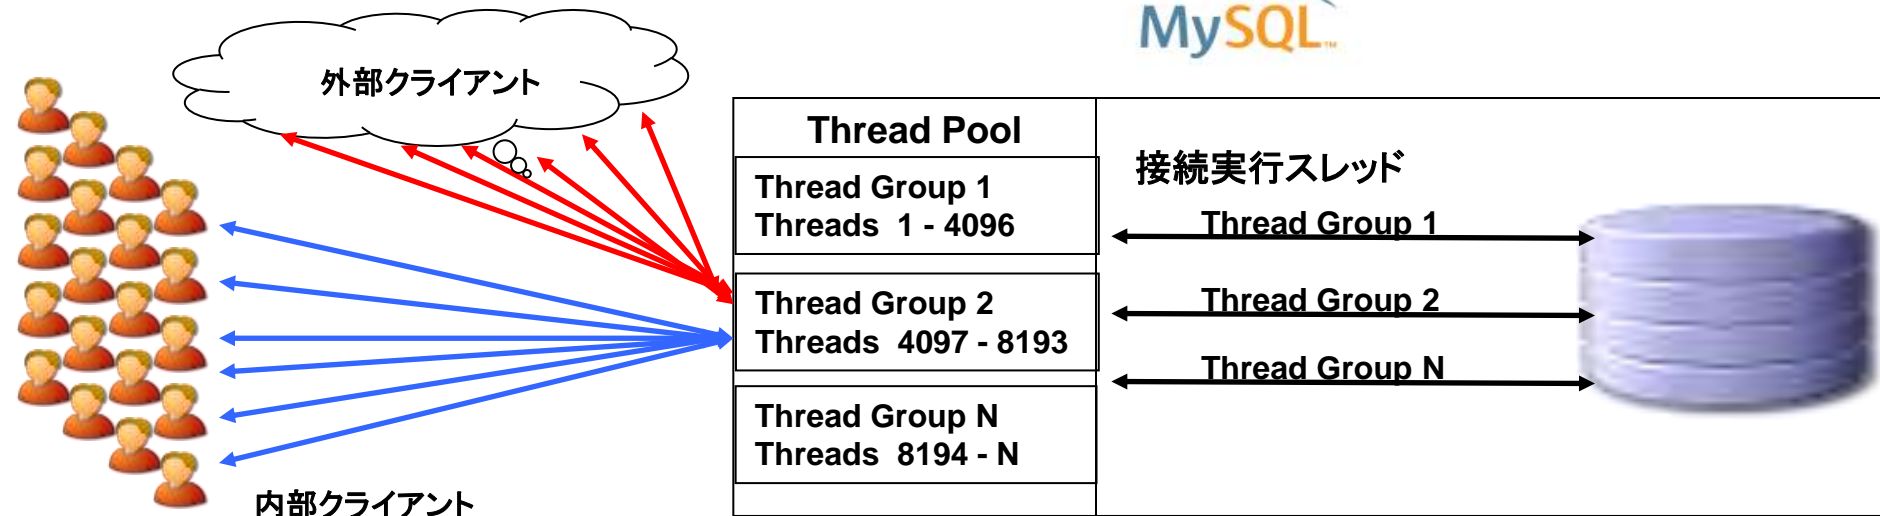 MySQL™
外部クライアント
Thread Pool
Thread Group 1
Threads 1 - 4096
Thread Group 2
Threads 4097 - 8193
Thread Group N
Threads 8194 - N
接続実行スレッド
Thread Group 1
Thread Group 2
Thread Group N
内部クライアント